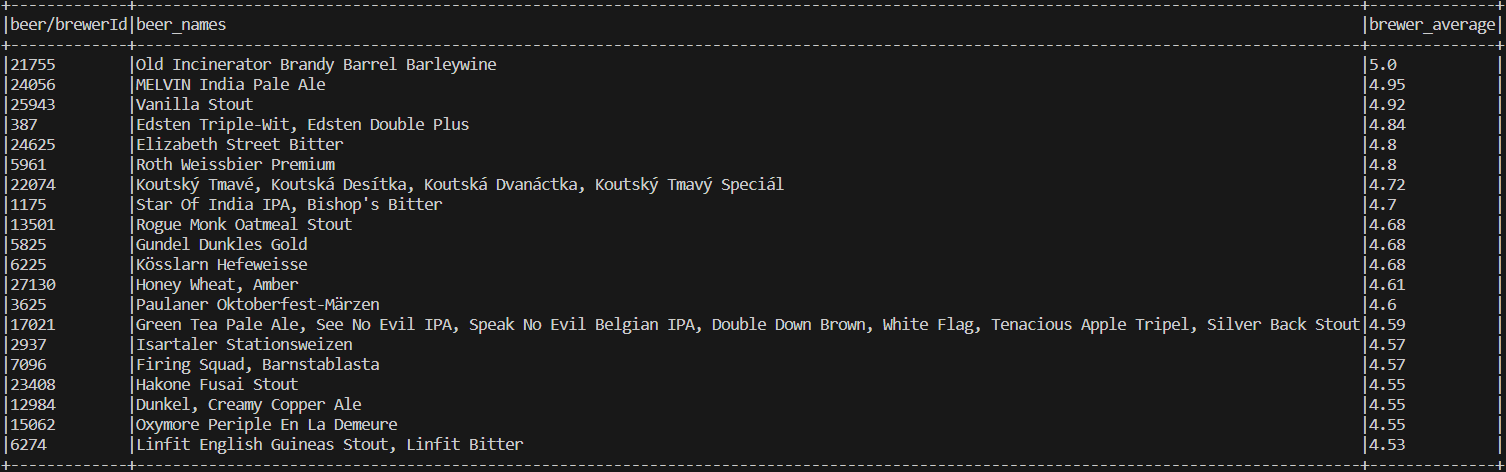 +-------------+-----------------------------------------------------------------------------------------------------------------------------------------+--------------+
|beer/brewerId|beer_names                                                                                                                               |brewer_average|
+-------------+-----------------------------------------------------------------------------------------------------------------------------------------+--------------+
|21755        |Old Incinerator Brandy Barrel Barleywine                                                                                                 |5.0           |
|24056        |MELVIN India Pale Ale                                                                                                                    |4.95          |
|25943        |Vanilla Stout                                                                                                                            |4.92          |
|387          |Edsten Triple-Wit, Edsten Double Plus                                                                                                    |4.84          |
|24625        |Elizabeth Street Bitter                                                                                                                  |4.8           |
|5961         |Roth Weissbier Premium                                                                                                                   |4.8           |
|22074        |Koutský Tmavé, Koutská Desítka, Koutská Dvanáctka, Koutský Tmavý Speciál                                                                 |4.72          |
|1175         |Star Of India IPA, Bishop's Bitter                                                                                                       |4.7           |
|13501        |Rogue Monk Oatmeal Stout                                                                                                                 |4.68          |
|5825         |Gundel Dunkles Gold                                                                                                                      |4.68          |
|6225         |Kösslarn Hefeweisse                                                                                                                      |4.68          |
|27130        |Honey Wheat, Amber                                                                                                                       |4.61          |
|3625         |Paulaner Oktoberfest-Märzen                                                                                                              |4.6           |
|17021        |Green Tea Pale Ale, See No Evil IPA, Speak No Evil Belgian IPA, Double Down Brown, White Flag, Tenacious Apple Tripel, Silver Back Stout|4.59          |
|2937         |Isartaler Stationsweizen                                                                                                                 |4.57          |
|7096         |Firing Squad, Barnstablasta                                                                                                              |4.57          |
|23408        |Hakone Fusai Stout                                                                                                                       |4.55          |
|12984        |Dunkel, Creamy Copper Ale                                                                                                                |4.55          |
|15062        |Oxymore Periple En La Demeure                                                                                                            |4.55          |
|6274         |Linfit English Guineas Stout, Linfit Bitter                                                                                              |4.53          |
+-------------+-----------------------------------------------------------------------------------------------------------------------------------------+--------------+